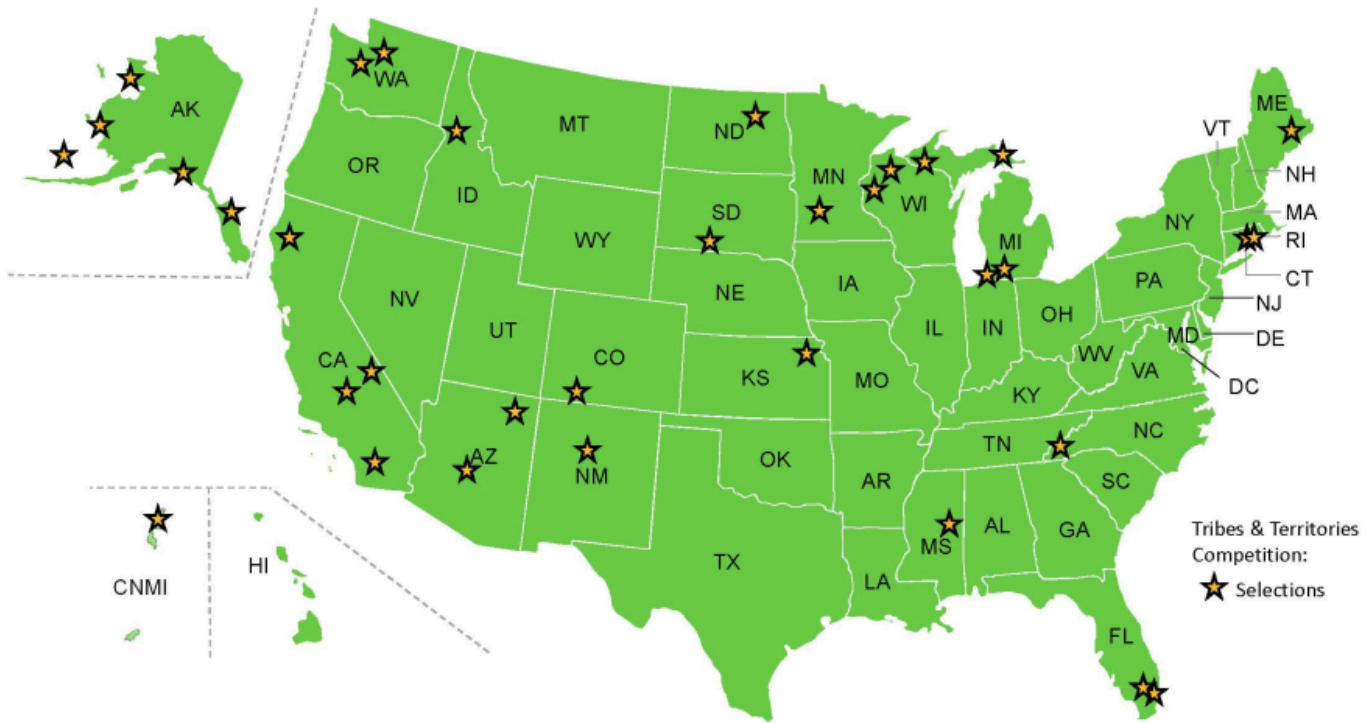 AK
WA
MT
ND
OR
ID
MN
SD
WI
WY
MI
ME
VT
NH
MA
NY
RI
CT
NV
NE
IA
PA
NJ
UT
IL
IN
OH
MD
DE
CA
CO
WV
KS
MO
VA
DC
KY
AZ
NM
OK
TN
NC
AR
SC
MS
AL
GA
TX
LA
FL
CNMI
HI
Tribes & Territories
Competition:
Selections